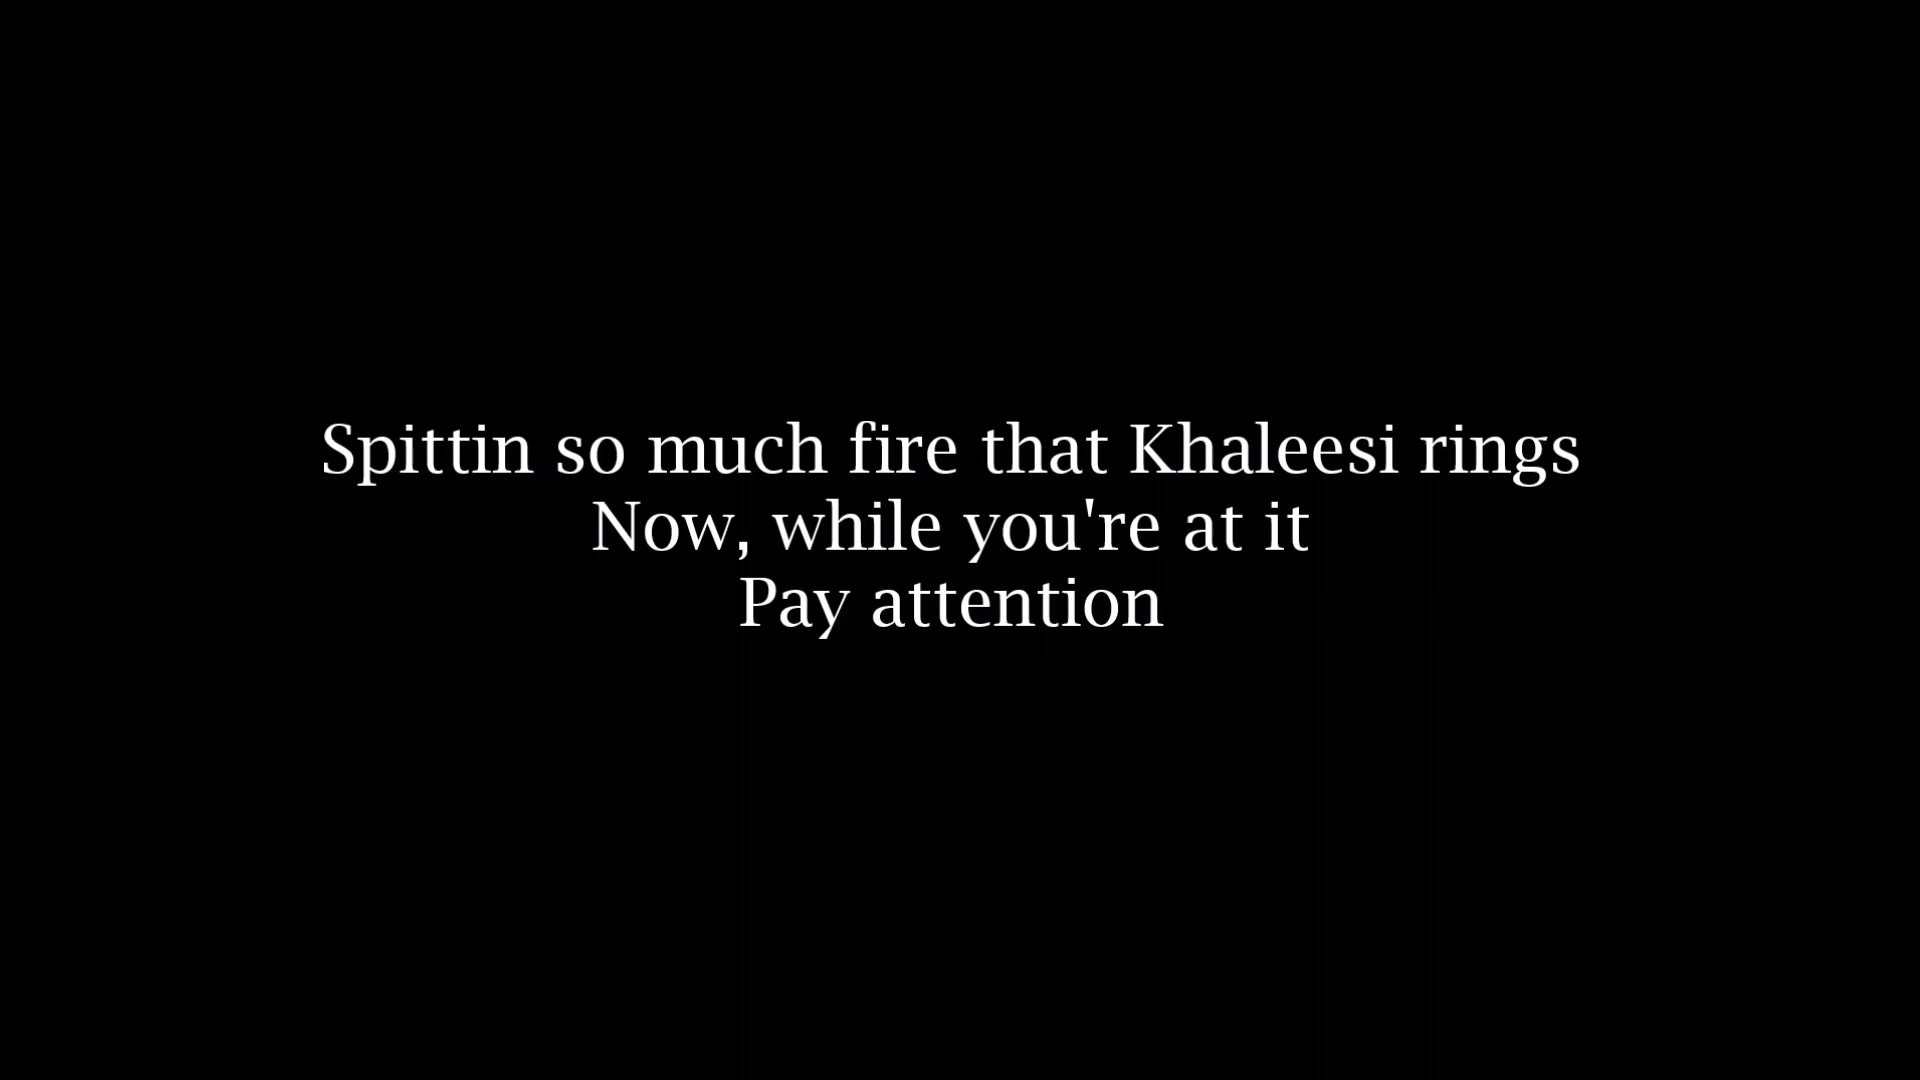 Spittin so much fire that Khaleesi rings
Now, while you're at it
Pay attention